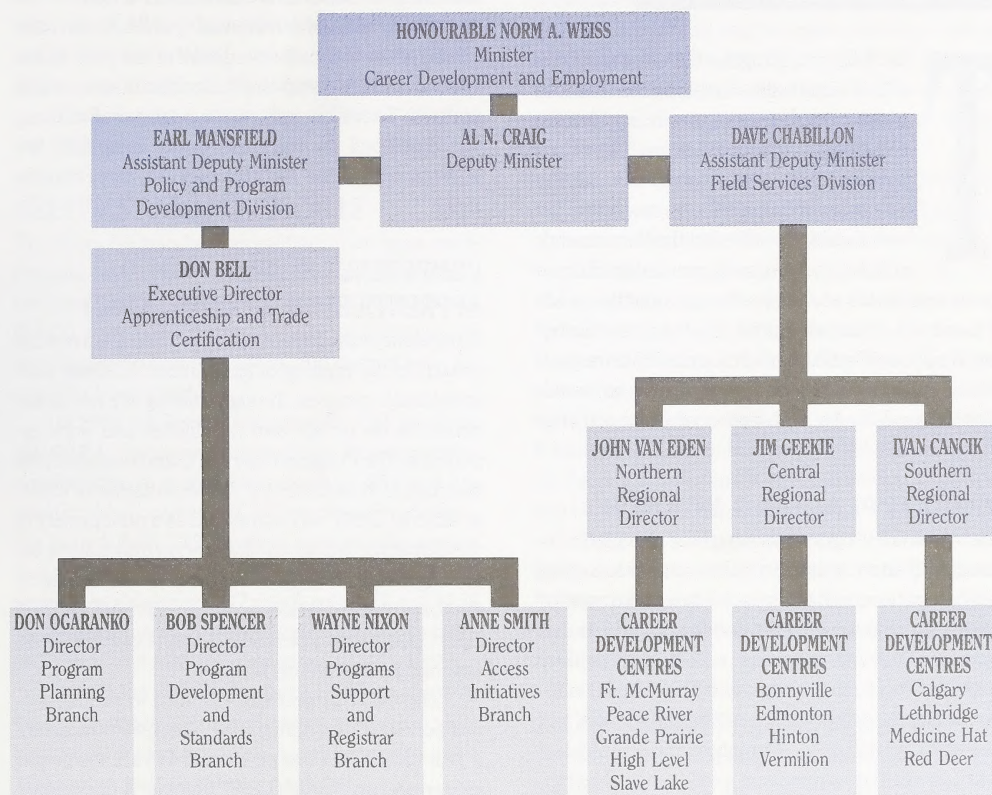 HONOURABLE NORM A. WEISS
Minister
Career Development and Employment
EARL MANSFIELD
Assistant Deputy Minister
Policy and Program
Development Division
AL N. CRAIG
Deputy Minister
DAVE CHABILLON
Assistant Deputy Minister
Field Services Division
DON BELL
Executive Director
Apprenticeship and Trade
Certification
JOHN VAN EDEN
Northern
Regional
Director
JIM GEEKIE
Central
Regional
Director
IVAN CANCIK
Southern
Regional
Director
DON OGARANKO
Director
Program
Planning
Branch
BOB SPENCER
Director
Program
Development
and
Standards
Branch
WAYNE NIXON
Director
Programs
Support
and
Registrar
Branch
ANNE SMITH
Director
Access
Initiatives
Branch
CAREER
DEVELOPMENT
CENTRES
Ft. McMurray
Peace River
Grande Prairie
High Level
Slave Lake
CAREER
DEVELOPMENT
CENTRES
Bonnyville
Edmonton
Hinton
Vermilion
CAREER
DEVELOPMENT
CENTRES
Calgary
Lethbridge
Medicine Hat
Red Deer